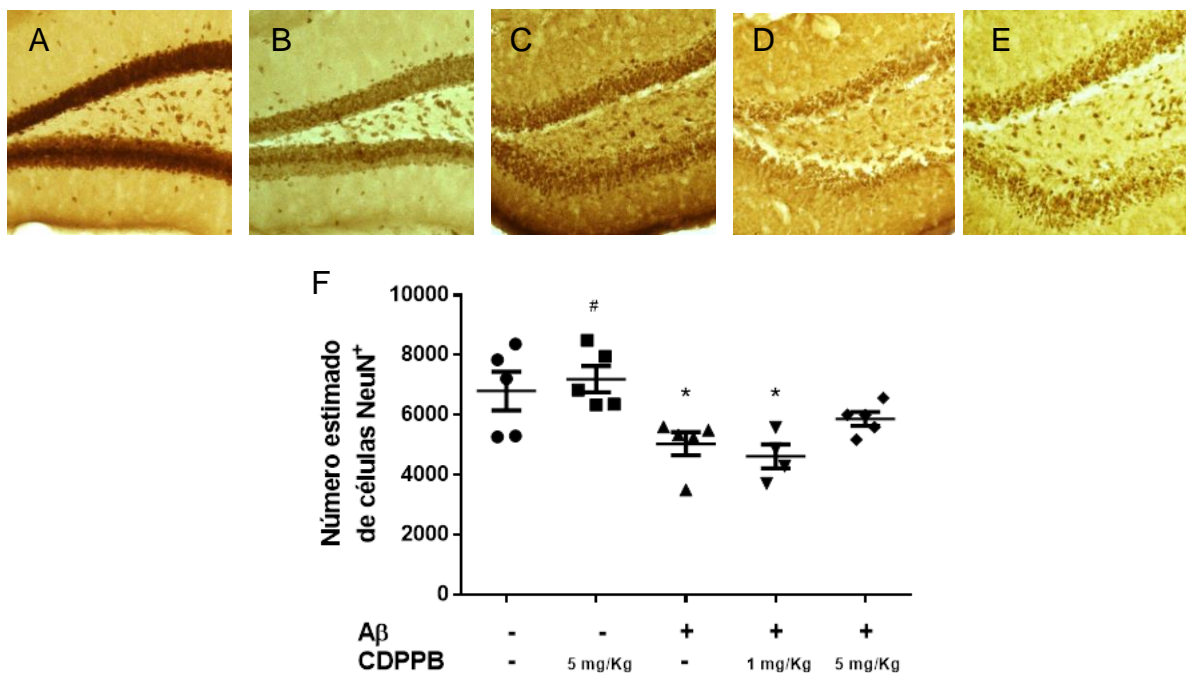 A B C D E
F
Número estimado
de células NeuN+
10000
8000
6000
4000
2000
0
#
* *
Aβ - - + + +
CDPPB - 5 mg/Kg - 1 mg/Kg 5 mg/Kg